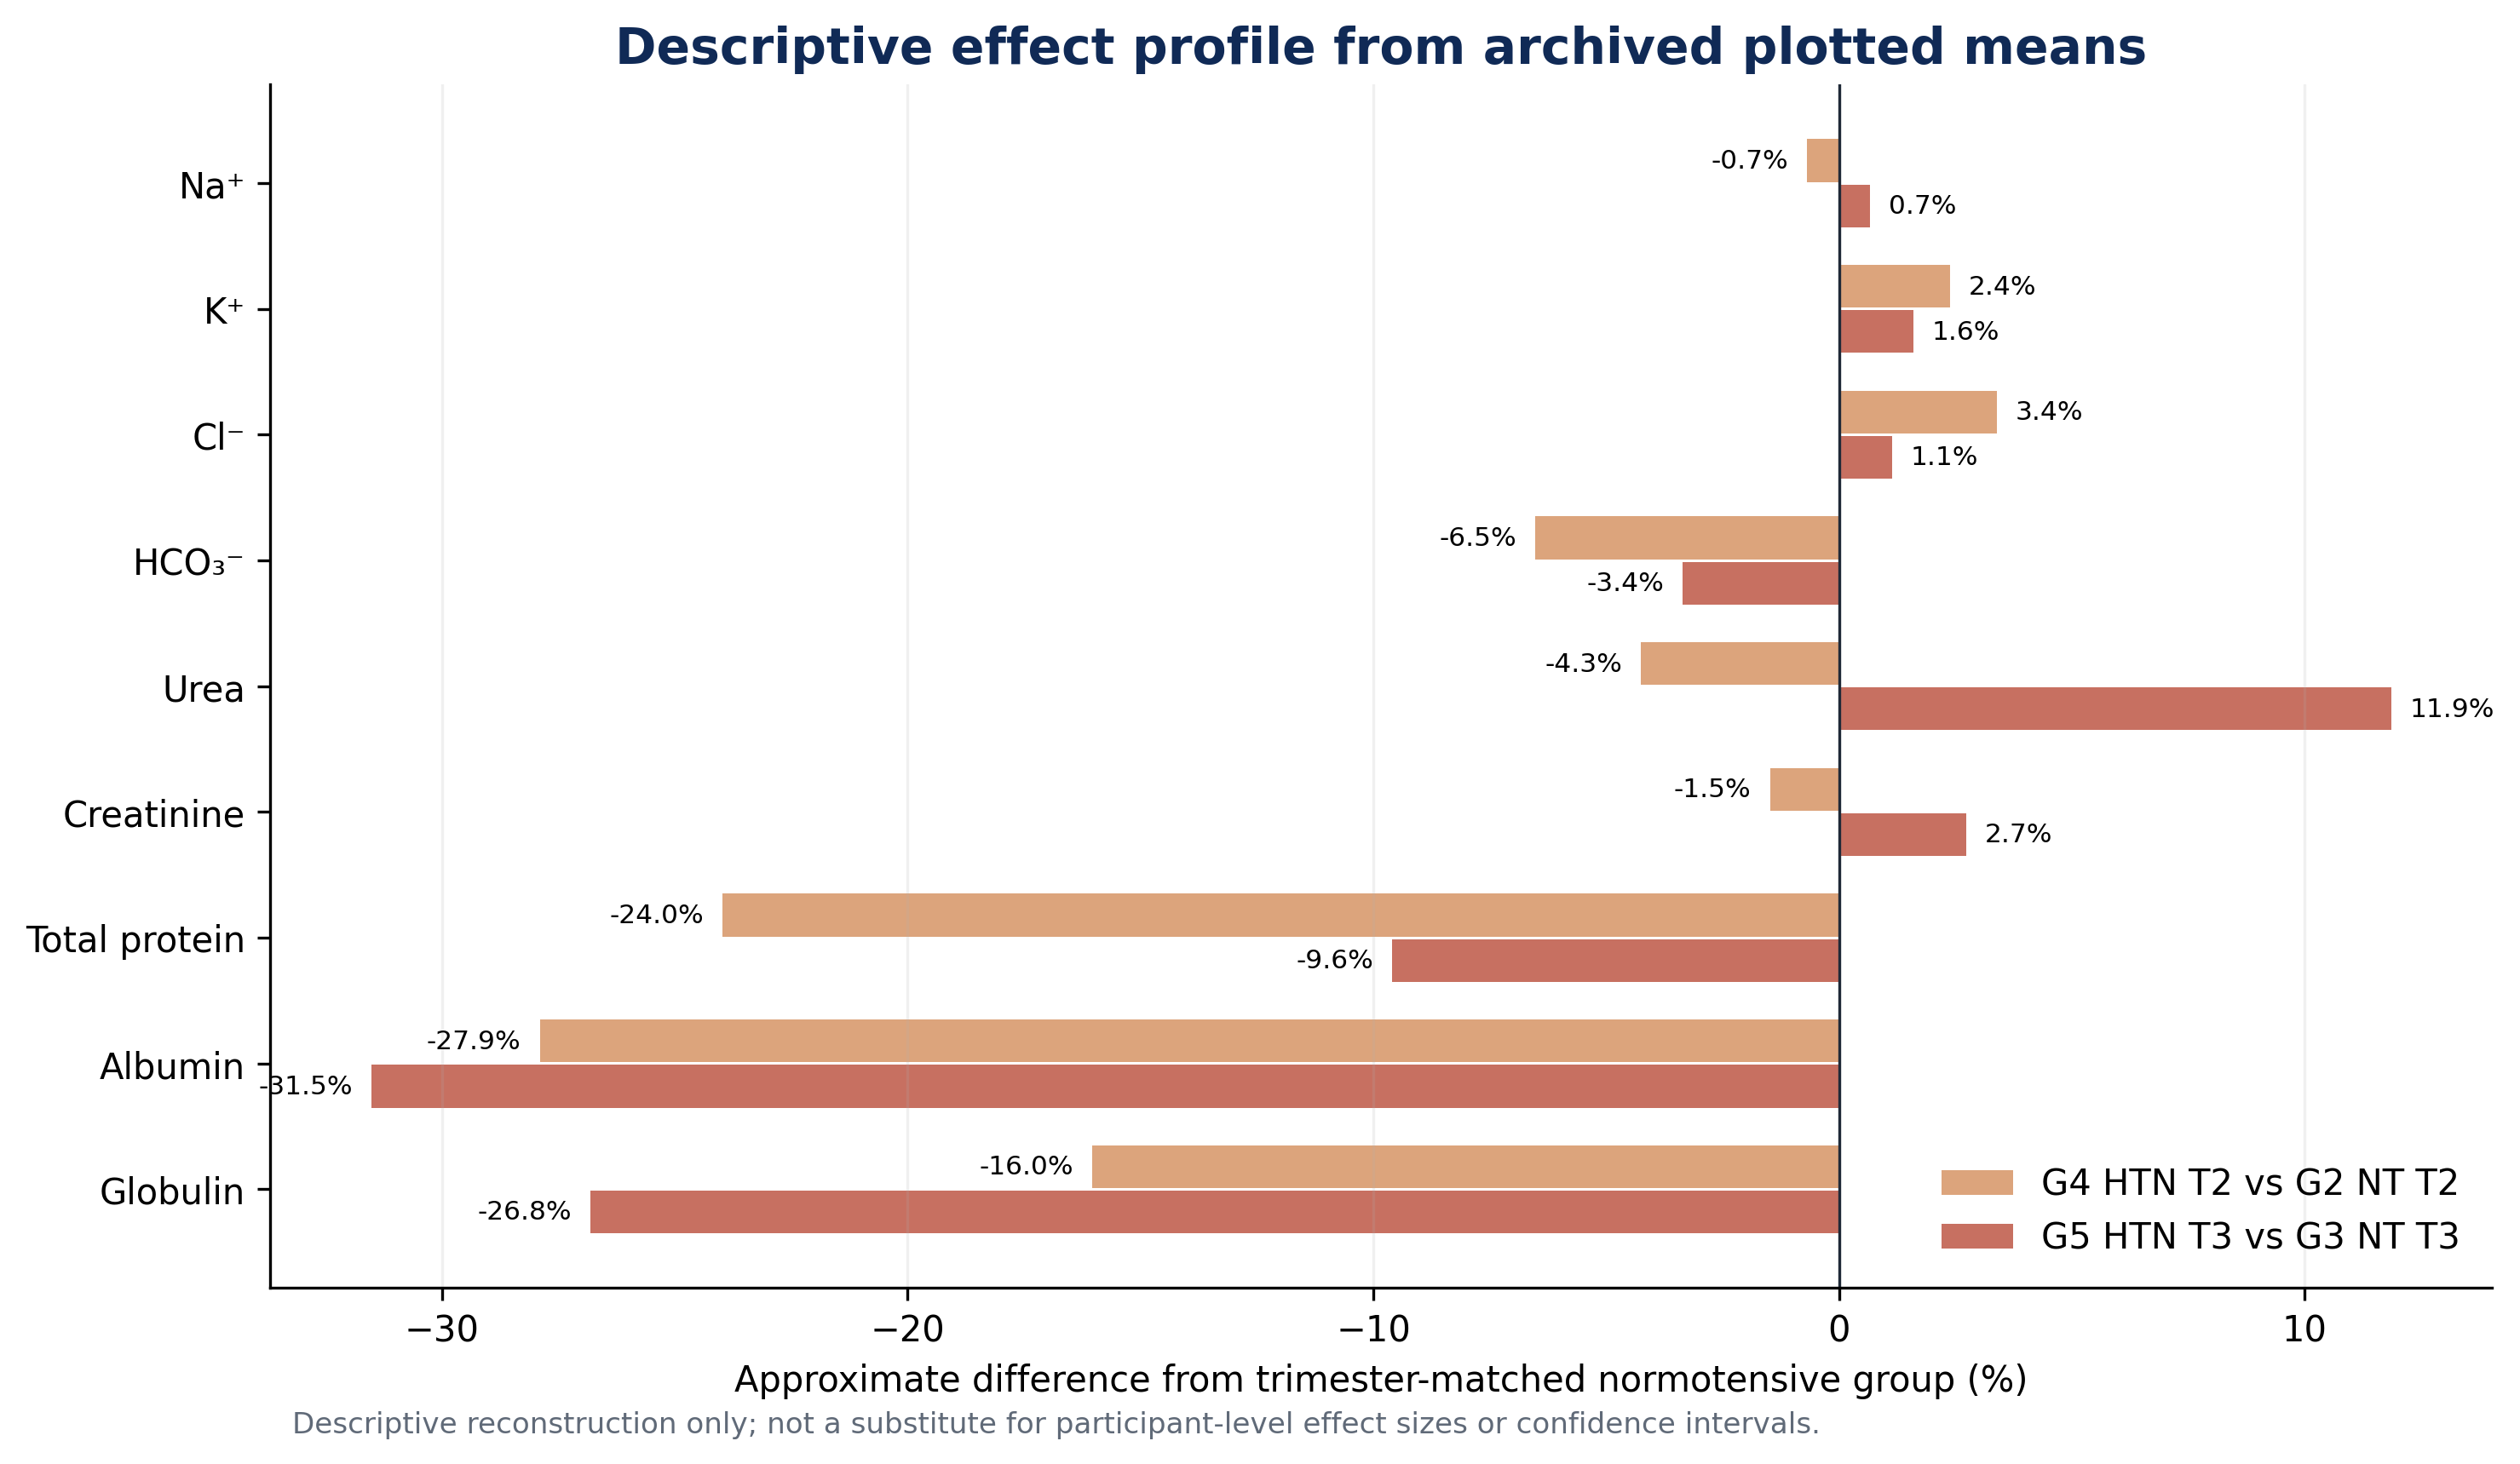 Descriptive effect profile from archived plotted means
Na⁺
-0.7%
0.7%
K⁺
2.4%
1.6%
Cl⁻
3.4%
1.1%
HCO₃⁻
-6.5%
-3.4%
Urea
-4.3%
11.9%
Creatinine
-1.5%
2.7%
Total protein
-24.0%
-9.6%
Albumin
-27.9%
-31.5%
Globulin
-16.0%
-26.8%
G4 HTN T2 vs G2 NT T2
G5 HTN T3 vs G3 NT T3
−30 −20 −10 0 10
Approximate difference from trimester-matched normotensive group (%)
Descriptive reconstruction only; not a substitute for participant-level effect sizes or confidence intervals.